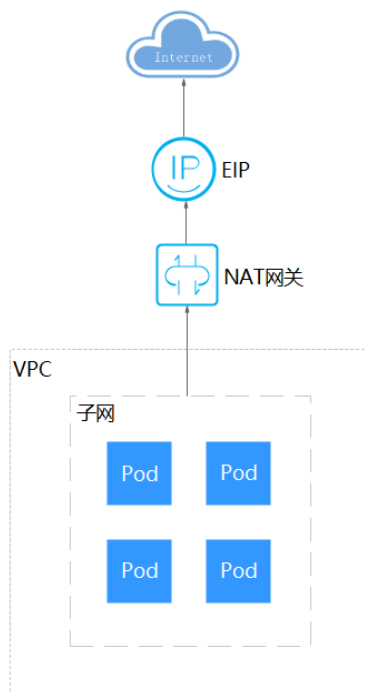 Internet
IP
EIP
NAT网关
VPC
子网
Pod Pod
Pod Pod